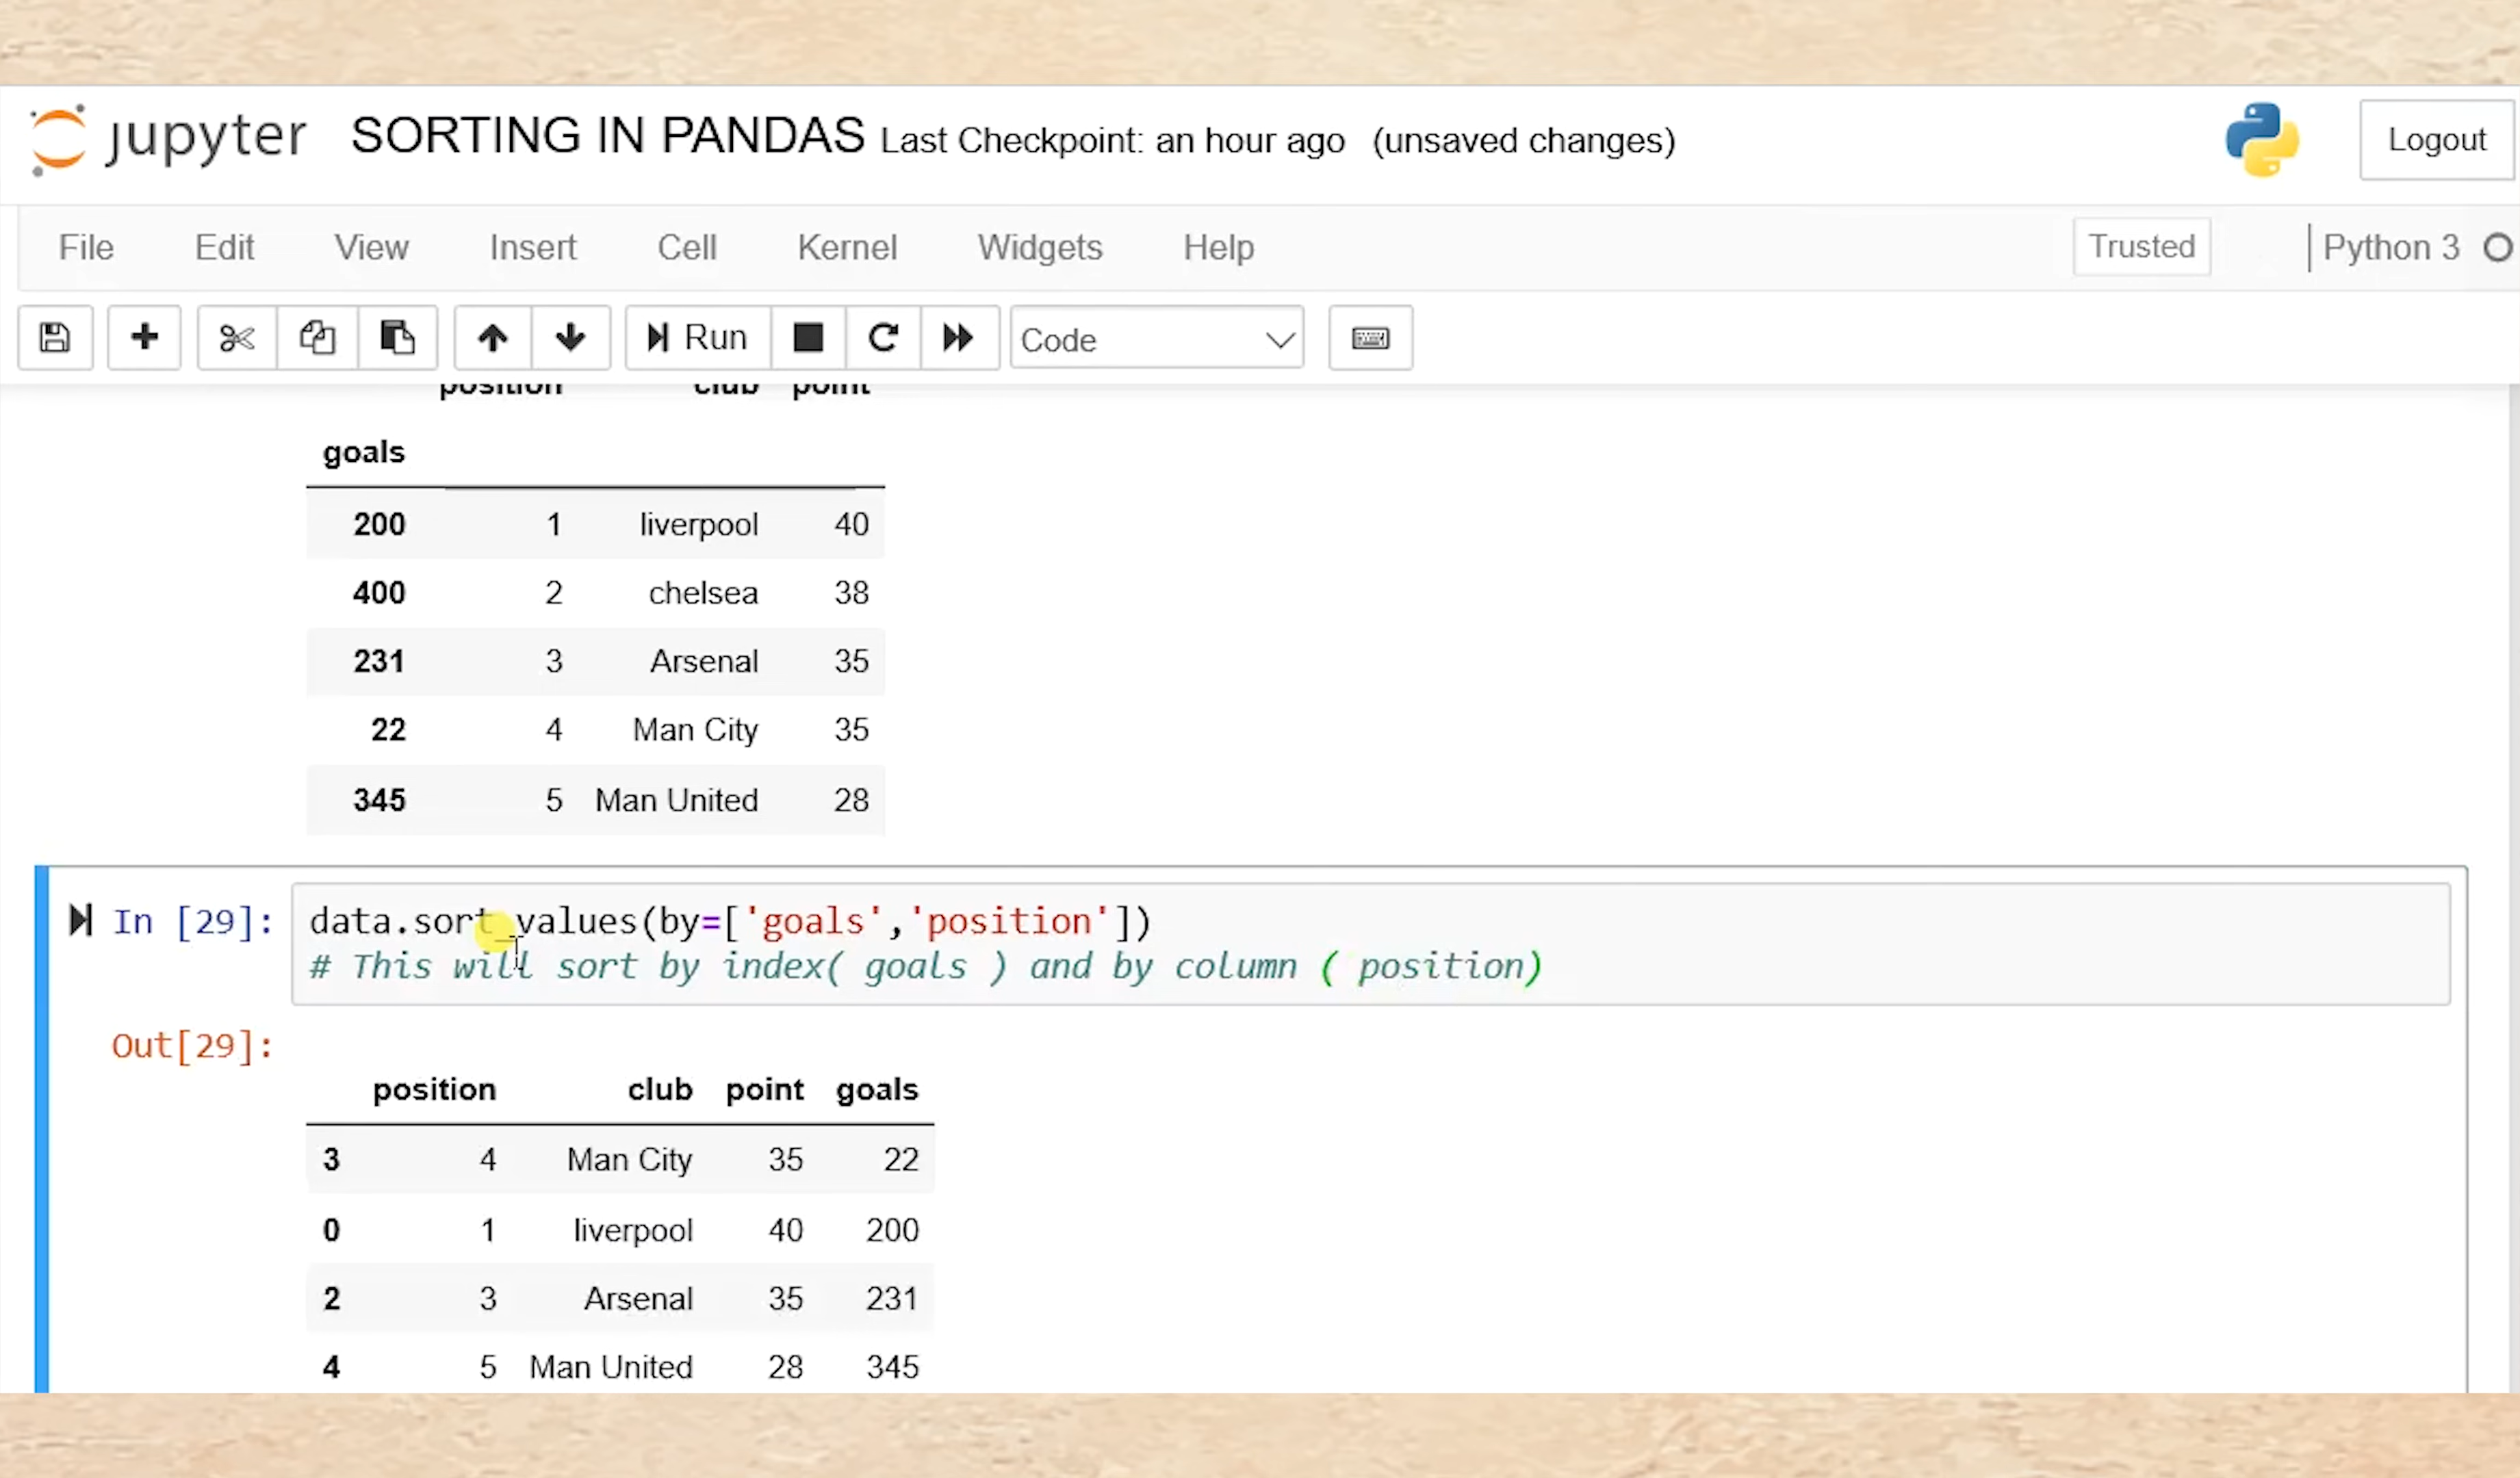 jupyter SORTING IN PANDAS Last Checkpoint: an hour ago (unsaved changes) Logout
File Edit View Insert Cell Kernel Widgets Help Trusted Python 3
Run Code
position club point
goals
200 1 liverpool 40
400 2 chelsea 38
231 3 Arsenal 35
22 4 Man City 35
345 5 Man United 28
In [29]: data.sort_values(by=['goals','position'])
# This will sort by index( goals ) and by column ( position)
Out[29]:
position club point goals
3 4 Man City 35 22
0 1 liverpool 40 200
2 3 Arsenal 35 231
4 5 Man United 28 345